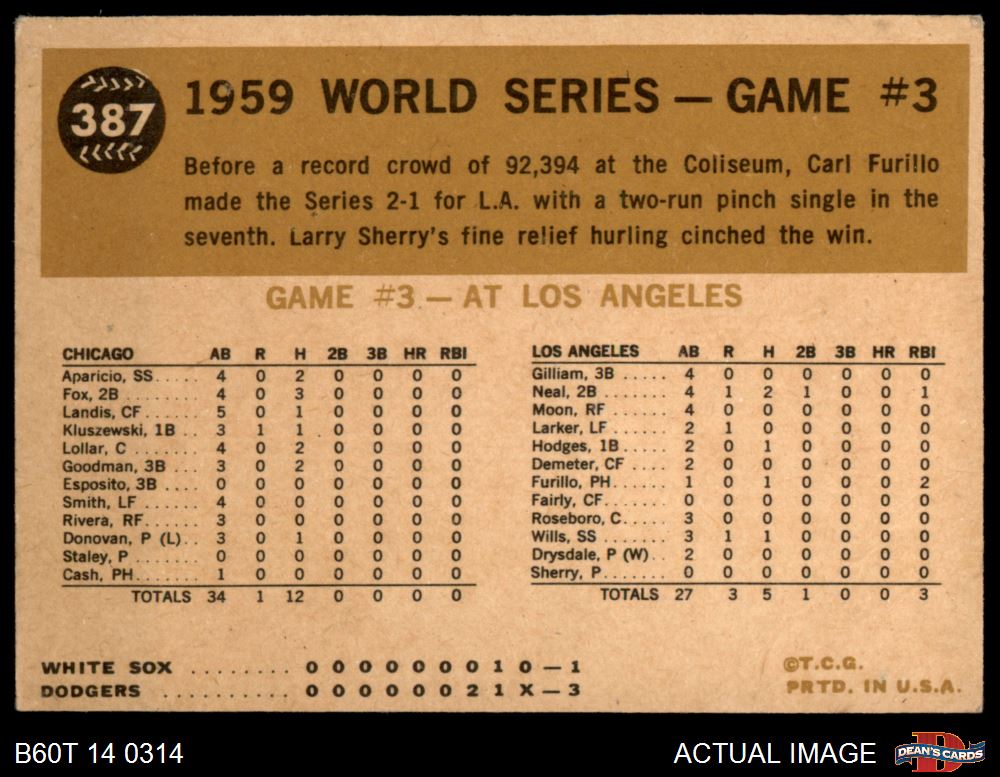 387
1959 WORLD SERIES — GAME #3
Before a record crowd of 92,394 at the Coliseum, Carl Furillo
made the Series 2-1 for L.A. with a two-run pinch single in the
seventh. Larry Sherry's fine relief hurling cinched the win.
GAME #3 — AT LOS ANGELES
CHICAGO AB R H 2B 3B HR RBI
Aparicio, SS..... 4 0 2 0 0 0 0
Fox, 2B ........ 4 0 3 0 0 0 0
Landis, CF ...... 5 0 1 0 0 0 0
Kluszewski, 1B .. 3 1 1 0 0 0 0
Lollar, C ....... 4 0 2 0 0 0 0
Goodman, 3B ... 3 0 2 0 0 0 0
Esposito, 3B .... 0 0 0 0 0 0 0
Smith, LF ....... 4 0 0 0 0 0 0
Rivera, RF....... 3 0 0 0 0 0 0
Donovan, P (L).. 3 0 1 0 0 0 0
Staley, P ....... 0 0 0 0 0 0 0
Cash, PH........ 1 0 0 0 0 0 0
TOTALS 34 1 12 0 0 0 0
LOS ANGELES AB R H 2B 3B HR RBI
Gilliam, 3B ..... 4 0 0 0 0 0 0
Neal, 2B ........ 4 1 2 1 0 0 1
Moon, RF ....... 4 0 0 0 0 0 0
Larker, LF ...... 2 1 0 0 0 0 0
Hodges, 1B ..... 2 0 1 0 0 0 0
Demeter, CF .... 2 0 0 0 0 0 0
Furillo, PH...... 1 0 1 0 0 0 2
Fairly, CF....... 0 0 0 0 0 0 0
Roseboro, C..... 3 0 0 0 0 0 0
Wills, SS ....... 3 1 1 0 0 0 0
Drysdale, P (W).. 2 0 0 0 0 0 0
Sherry, P........ 0 0 0 0 0 0 0
TOTALS 27 3 5 1 0 0 3
WHITE SOX ........ 0 0 0 0 0 0 0 1 0 — 1
DODGERS .......... 0 0 0 0 0 0 2 1 X — 3
©T.C.G.
PRTD. IN U.S.A.
B60T 14 0314
ACTUAL IMAGE
D
DEAN'S CARDS